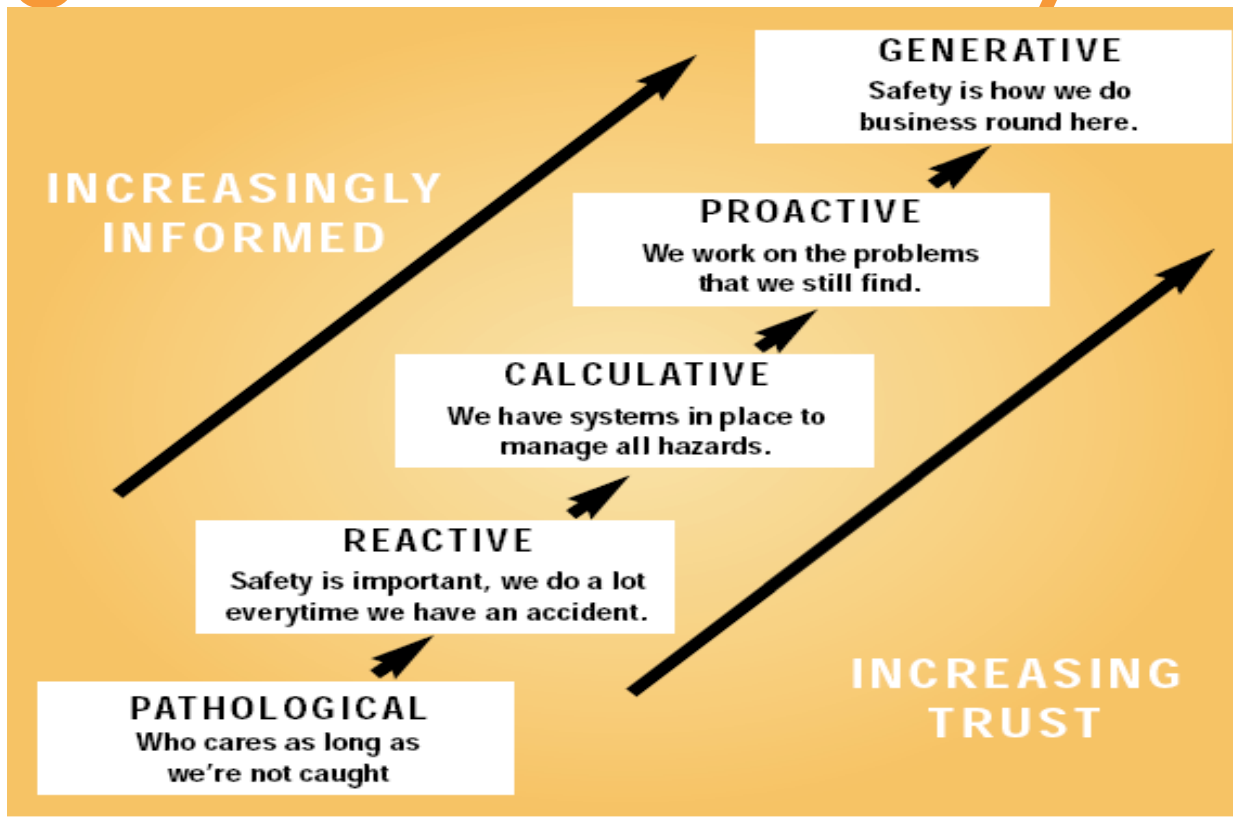 GENERATIVE
Safety is how we do
business round here.
INCREASINGLY
INFORMED
PROACTIVE
We work on the problems
that we still find.
CALCULATIVE
We have systems in place to
manage all hazards.
REACTIVE
Safety is important, we do a lot
everytime we have an accident.
INCREASING
TRUST
PATHOLOGICAL
Who cares as long as
we're not caught